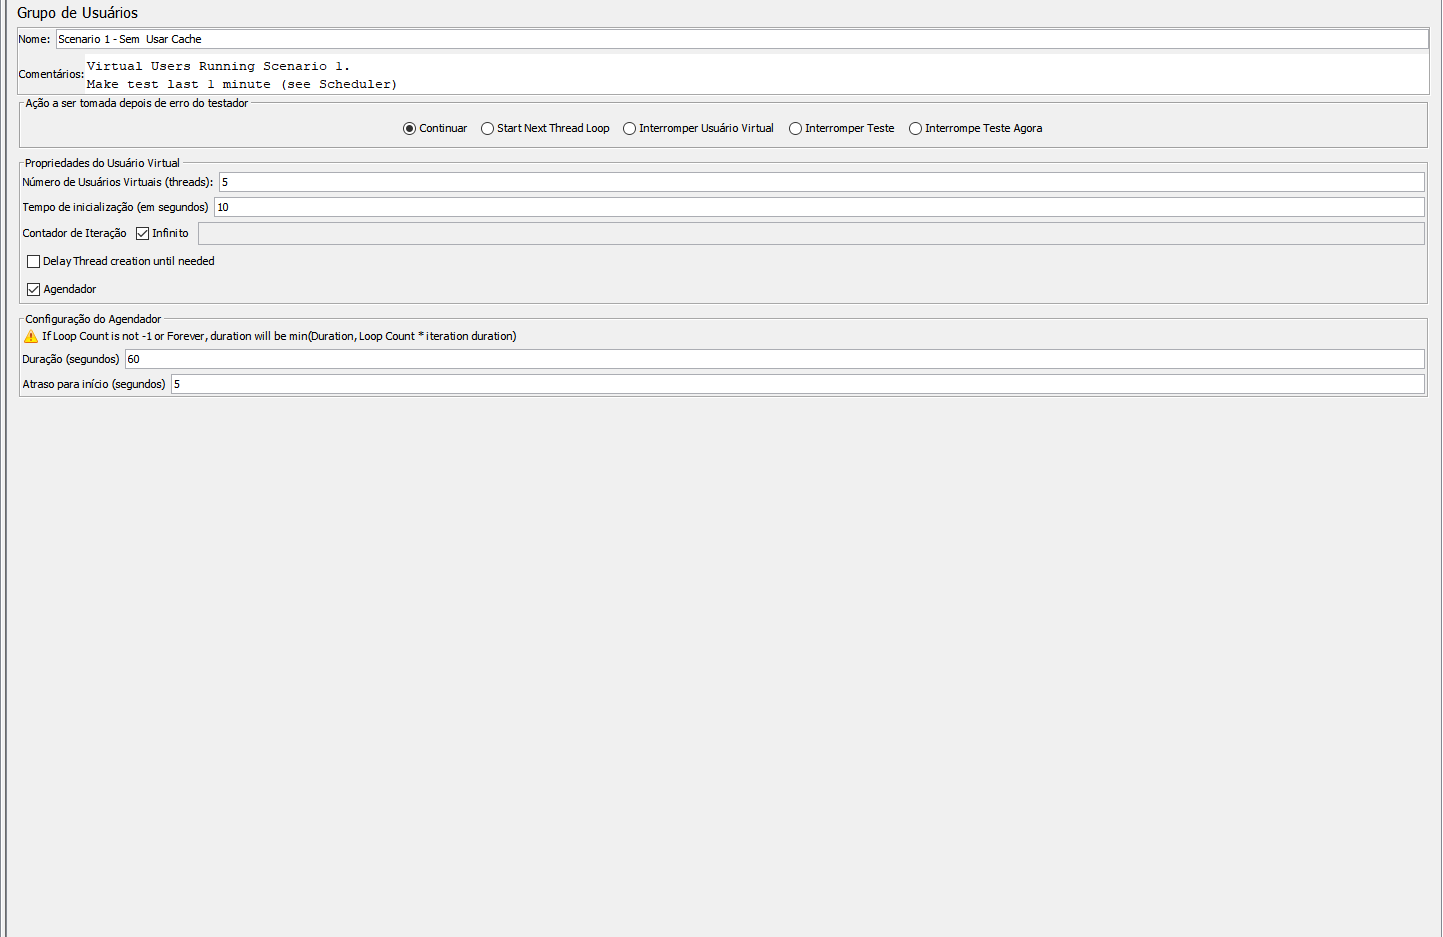 Grupo de Usuários
Nome: Scenario 1 - Sem  Usar Cache
Comentários: Virtual Users Running Scenario 1.
Make test last 1 minute (see Scheduler)
Ação a ser tomada depois de erro do testador
Continuar Start Next Thread Loop Interromper Usuário Virtual Interromper Teste Interrompe Teste Agora
Propriedades do Usuário Virtual
Número de Usuários Virtuais (threads): 5
Tempo de inicialização (em segundos) 10
Contador de Iteração Infinito
Delay Thread creation until needed
Agendador
Configuração do Agendador
If Loop Count is not -1 or Forever, duration will be min(Duration, Loop Count * iteration duration)
Duração (segundos) 60
Atraso para início (segundos) 5